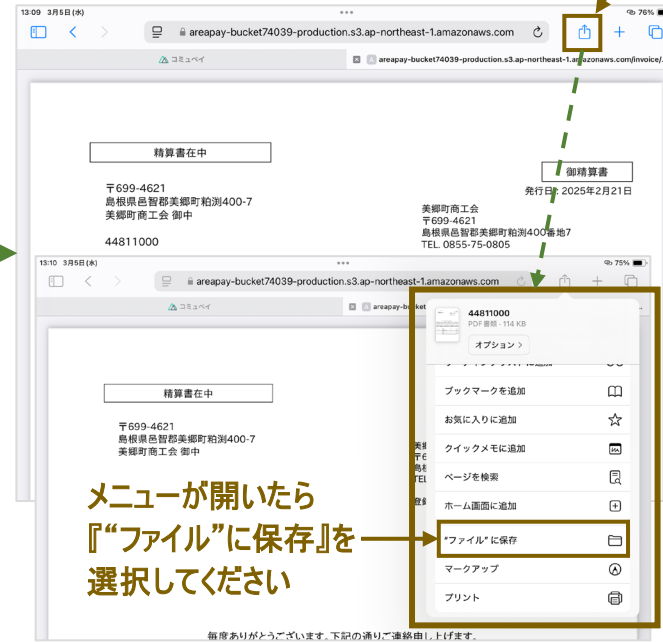 13:09 3月5日(水)
76%
areapay-bucket74039-production.s3.ap-northeast-1.amazonaws.com
コミュペイ
areapay-bucket74039-production.s3.ap-northeast-1.amazonaws.com/invoice/
精算書在中
御精算書
〒699-4621
島根県邑智郡美郷町粕渕400-7
美郷町商工会 御中
44811000
発行日: 2025年2月21日
美郷町商工会
〒699-4621
島根県邑智郡美郷町粕渕400番地7
TEL. 0855-75-0805
13:10 3月5日(水)
75%
areapay-bucket74039-production.s3.ap-northeast-1.amazonaws.com
コミュペイ
44811000
PDF書類・114 KB
オプション >
ブックマークを追加
お気に入りに追加
クイックメモに追加
ページを検索
ホーム画面に追加
“ファイル”に保存
マークアップ
プリント
精算書在中
〒699-4621
島根県邑智郡美郷町粕渕400-7
美郷町商工会 御中
メニューが開いたら
『“ファイル”に保存』を
選択してください
毎度ありがとうございます。下記の通りご連絡申し上げます。